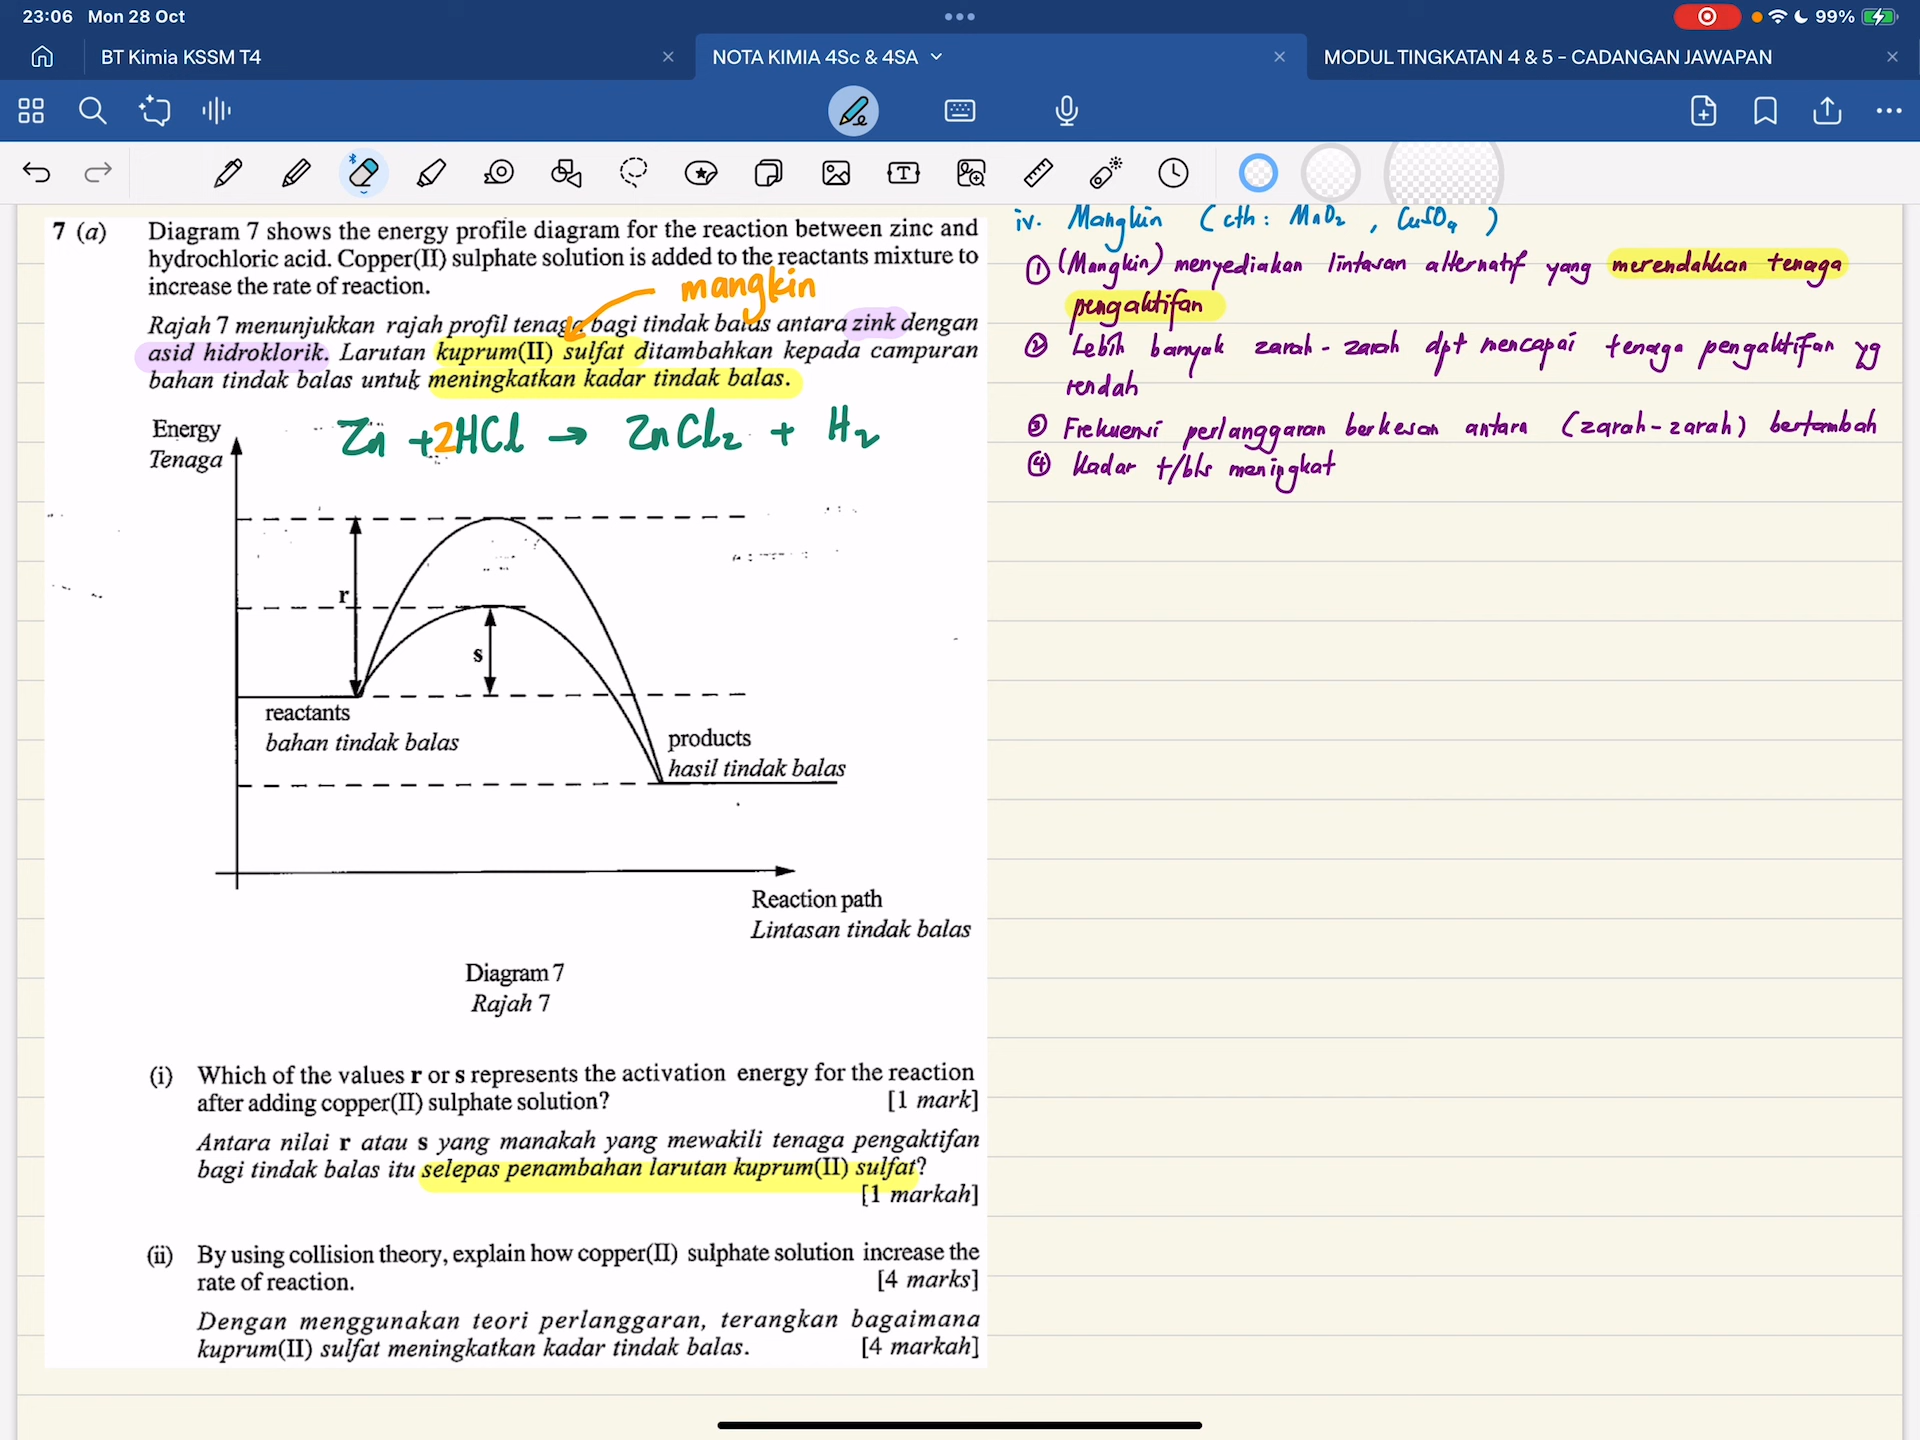 23:06 Mon 28 Oct
99%
BT Kimia KSSM T4
NOTA KIMIA 4Sc & 4SA
MODUL TINGKATAN 4 & 5 - CADANGAN JAWAPAN
7 (a) Diagram 7 shows the energy profile diagram for the reaction between zinc and
hydrochloric acid. Copper(II) sulphate solution is added to the reactants mixture to
increase the rate of reaction.
mangkin
Rajah 7 menunjukkan rajah profil tenaga bagi tindak balas antara zink dengan
asid hidroklorik. Larutan kuprum(II) sulfat ditambahkan kepada campuran
bahan tindak balas untuk meningkatkan kadar tindak balas.
Energy
Tenaga
Zn + 2HCl → ZnCl₂ + H₂
r
s
reactants
bahan tindak balas
products
hasil tindak balas
Reaction path
Lintasan tindak balas
Diagram 7
Rajah 7
(i) Which of the values r or s represents the activation energy for the reaction
after adding copper(II) sulphate solution? [1 mark]
Antara nilai r atau s yang manakah yang mewakili tenaga pengaktifan
bagi tindak balas itu selepas penambahan larutan kuprum(II) sulfat?
[1 markah]
(ii) By using collision theory, explain how copper(II) sulphate solution increase the
rate of reaction. [4 marks]
Dengan menggunakan teori perlanggaran, terangkan bagaimana
kuprum(II) sulfat meningkatkan kadar tindak balas. [4 markah]
iv. Mangkin (cth: MnO₂, CuSO₄)
① (Mangkin) menyediakan lintasan alternatif yang merendahkan tenaga
pengaktifan
② Lebih banyak zarah-zarah dpt mencapai tenaga pengaktifan yg
rendah
③ Frekuensi perlanggaran berkesan antara (zarah-zarah) bertambah
④ Kadar t/bls meningkat